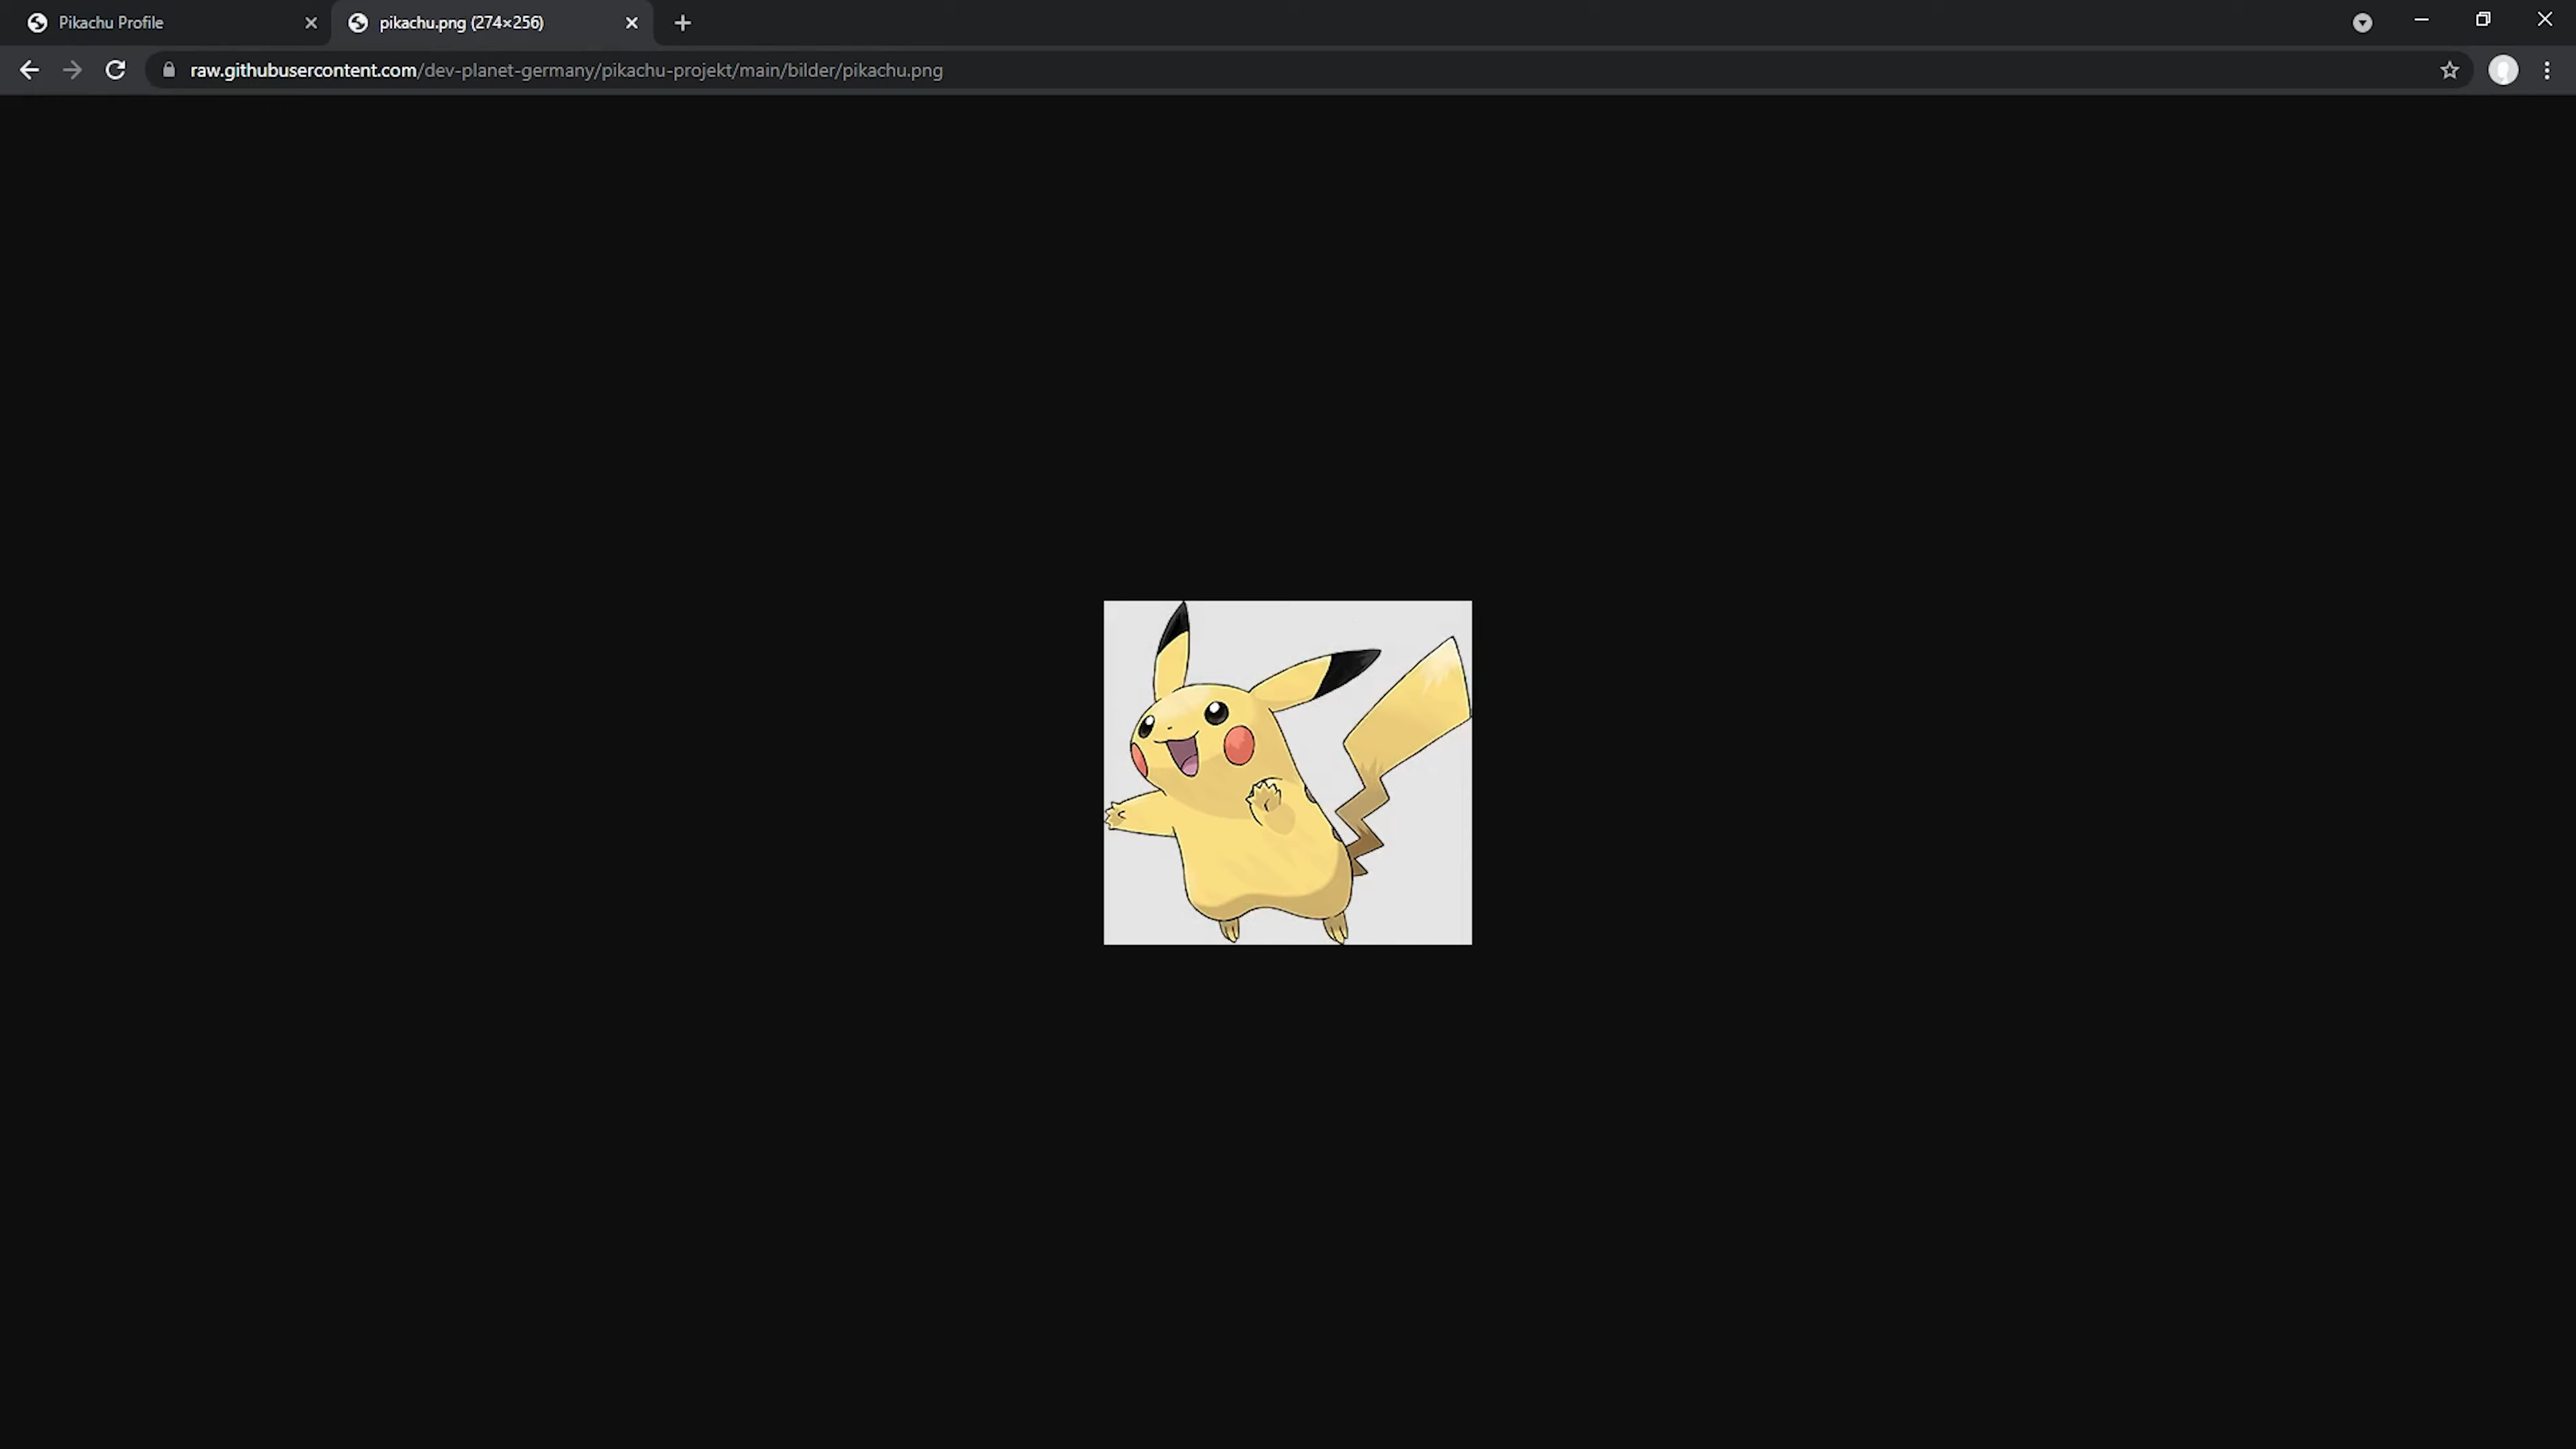 Pikachu Profile
pikachu.png (274×256)
raw.githubusercontent.com/dev-planet-germany/pikachu-projekt/main/bilder/pikachu.png